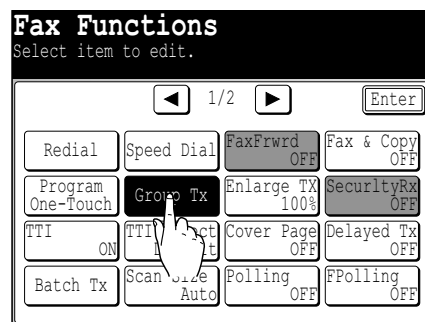 Fax Functions
Select item to edit.
1/2
Enter
Redial
Speed Dial
FaxFrwrd
OFF
Fax & Copy
OFF
Program
One-Touch
Group Tx
Enlarge TX
100%
SecurltyRx
OFF
TTI
ON
TTI
Cover Page
OFF
Delayed Tx
OFF
Batch Tx
Scan Size
Auto
Polling
OFF
FPolling
OFF